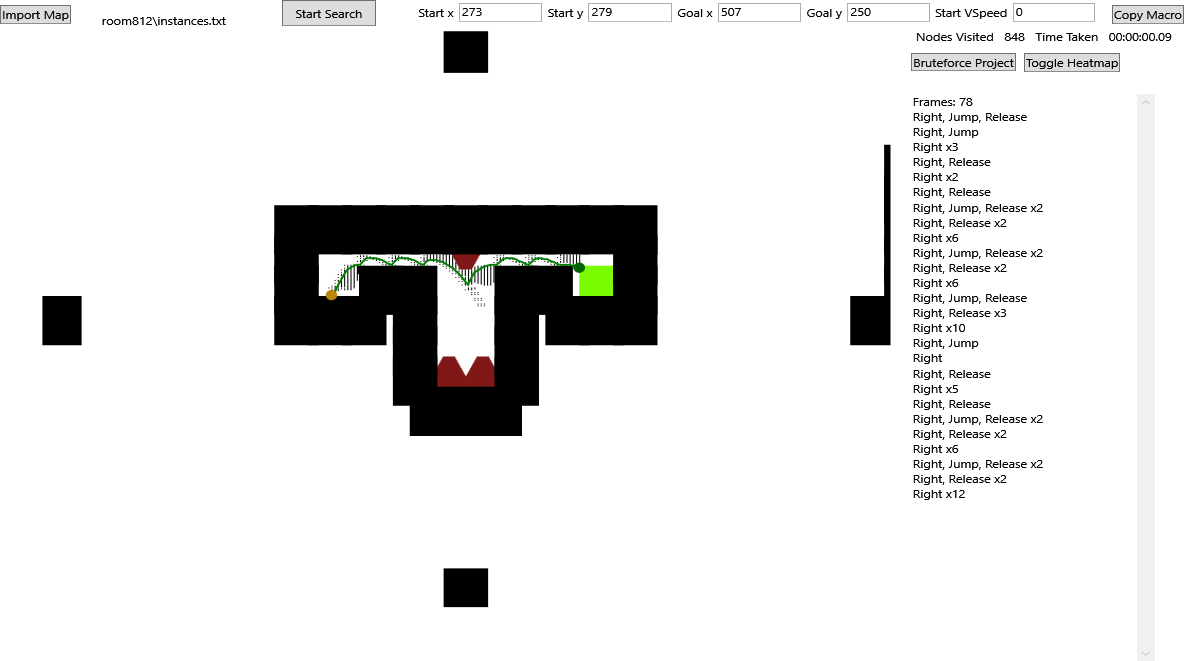 Import Map
room812\instances.txt
Start Search
Start x 273 Start y 279 Goal x 507 Goal y 250 Start VSpeed 0
Copy Macro
Nodes Visited 848 Time Taken 00:00:00.09
Bruteforce Project Toggle Heatmap
Frames: 78
Right, Jump, Release
Right, Jump
Right x3
Right, Release
Right x2
Right, Release
Right, Jump, Release x2
Right, Release x2
Right x6
Right, Jump, Release x2
Right, Release x2
Right x6
Right, Jump, Release
Right, Release x3
Right x10
Right, Jump
Right
Right, Release
Right x5
Right, Release
Right, Jump, Release x2
Right, Release x2
Right x6
Right, Jump, Release x2
Right, Release x2
Right x12